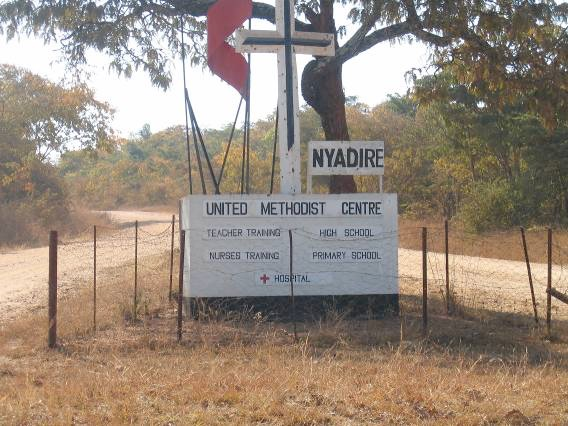 NYADIRE
UNITED METHODIST CENTRE
TEACHER TRAINING HIGH SCHOOL
NURSES TRAINING PRIMARY SCHOOL
HOSPITAL